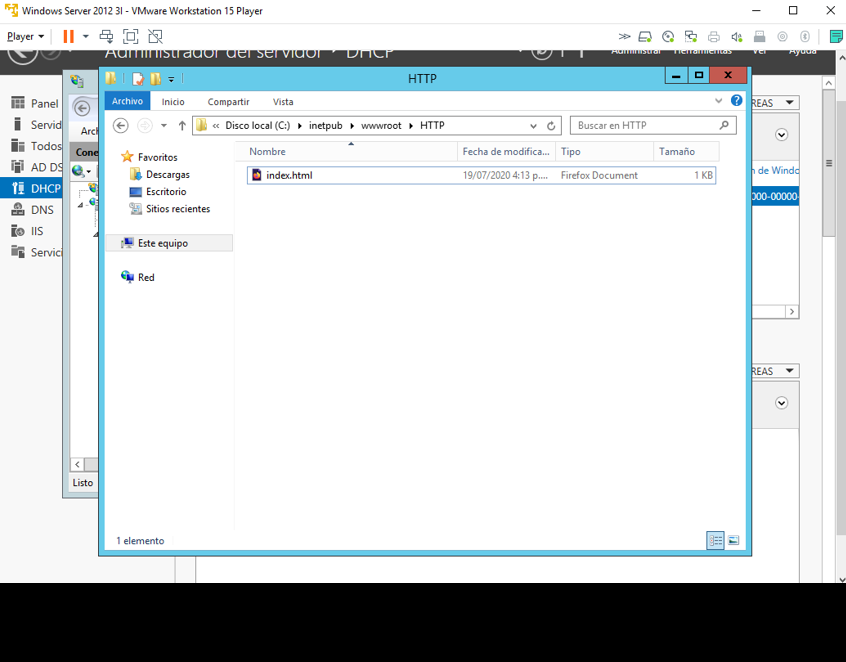 Windows Server 2012 3I - VMware Workstation 15 Player
Player
Administrador del servidor DHCP
Administrar Herramientas Ver Ayuda
HTTP
Archivo Inicio Compartir Vista
« Disco local (C:) inetpub wwwroot HTTP
Buscar en HTTP
Panel
Servid
Todos
AD DS
DHCP
DNS
IIS
Servici
Arch
Cone
Listo
Favoritos
Descargas
Escritorio
Sitios recientes
Este equipo
Red
Nombre Fecha de modifica... Tipo Tamaño
index.html 19/07/2020 4:13 p.... Firefox Document 1 KB
1 elemento
REAS
n de Windo
000-00000-
REAS